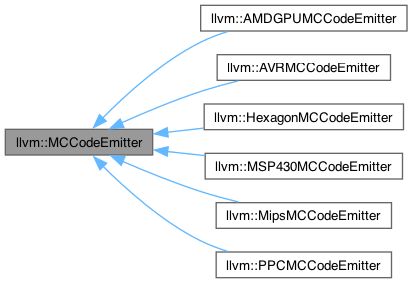 llvm::AMDGPUMCCodeEmitter
llvm::AVRMCCodeEmitter
llvm::HexagonMCCodeEmitter
llvm::MCCodeEmitter
llvm::MSP430MCCodeEmitter
llvm::MipsMCCodeEmitter
llvm::PPCMCCodeEmitter